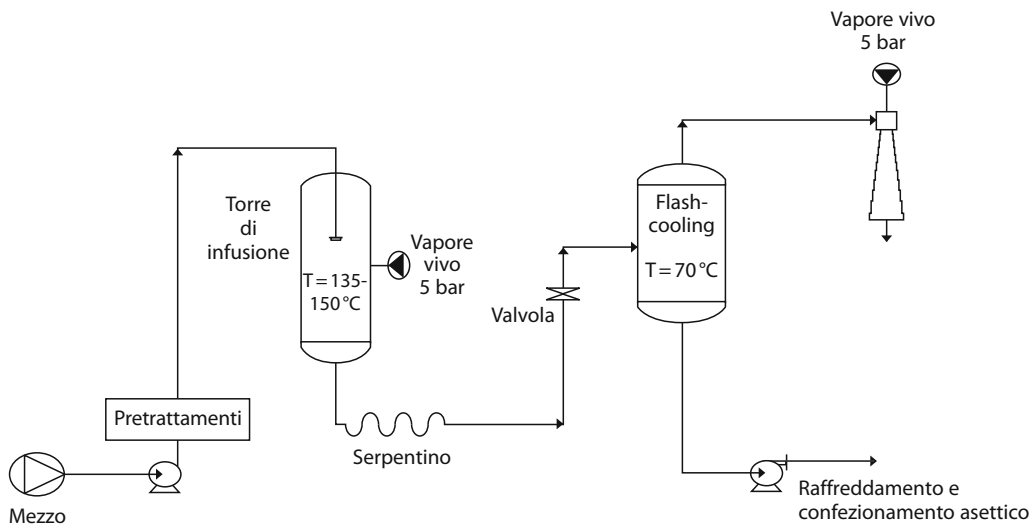 Vapore vivo
5 bar
Torre
di
infusione
T = 135-
150 °C
Vapore
vivo
5 bar
Flash-
cooling
T = 70 °C
Valvola
Pretrattamenti
Serpentino
Mezzo
Raffreddamento e
confezionamento asettico